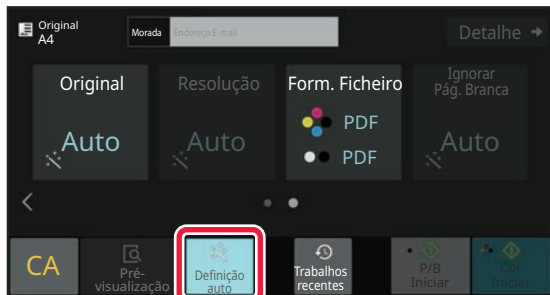 Original
A4
Morada
Endereço E-mail
Detalhe
Original
Auto
Resolução
Auto
Form. Ficheiro
PDF
PDF
Ignorar
Pág. Branca
Auto
CA
Pré-
visualização
Definição
auto
Trabalhos
recentes
P/B
Iniciar
Cor
Iniciar